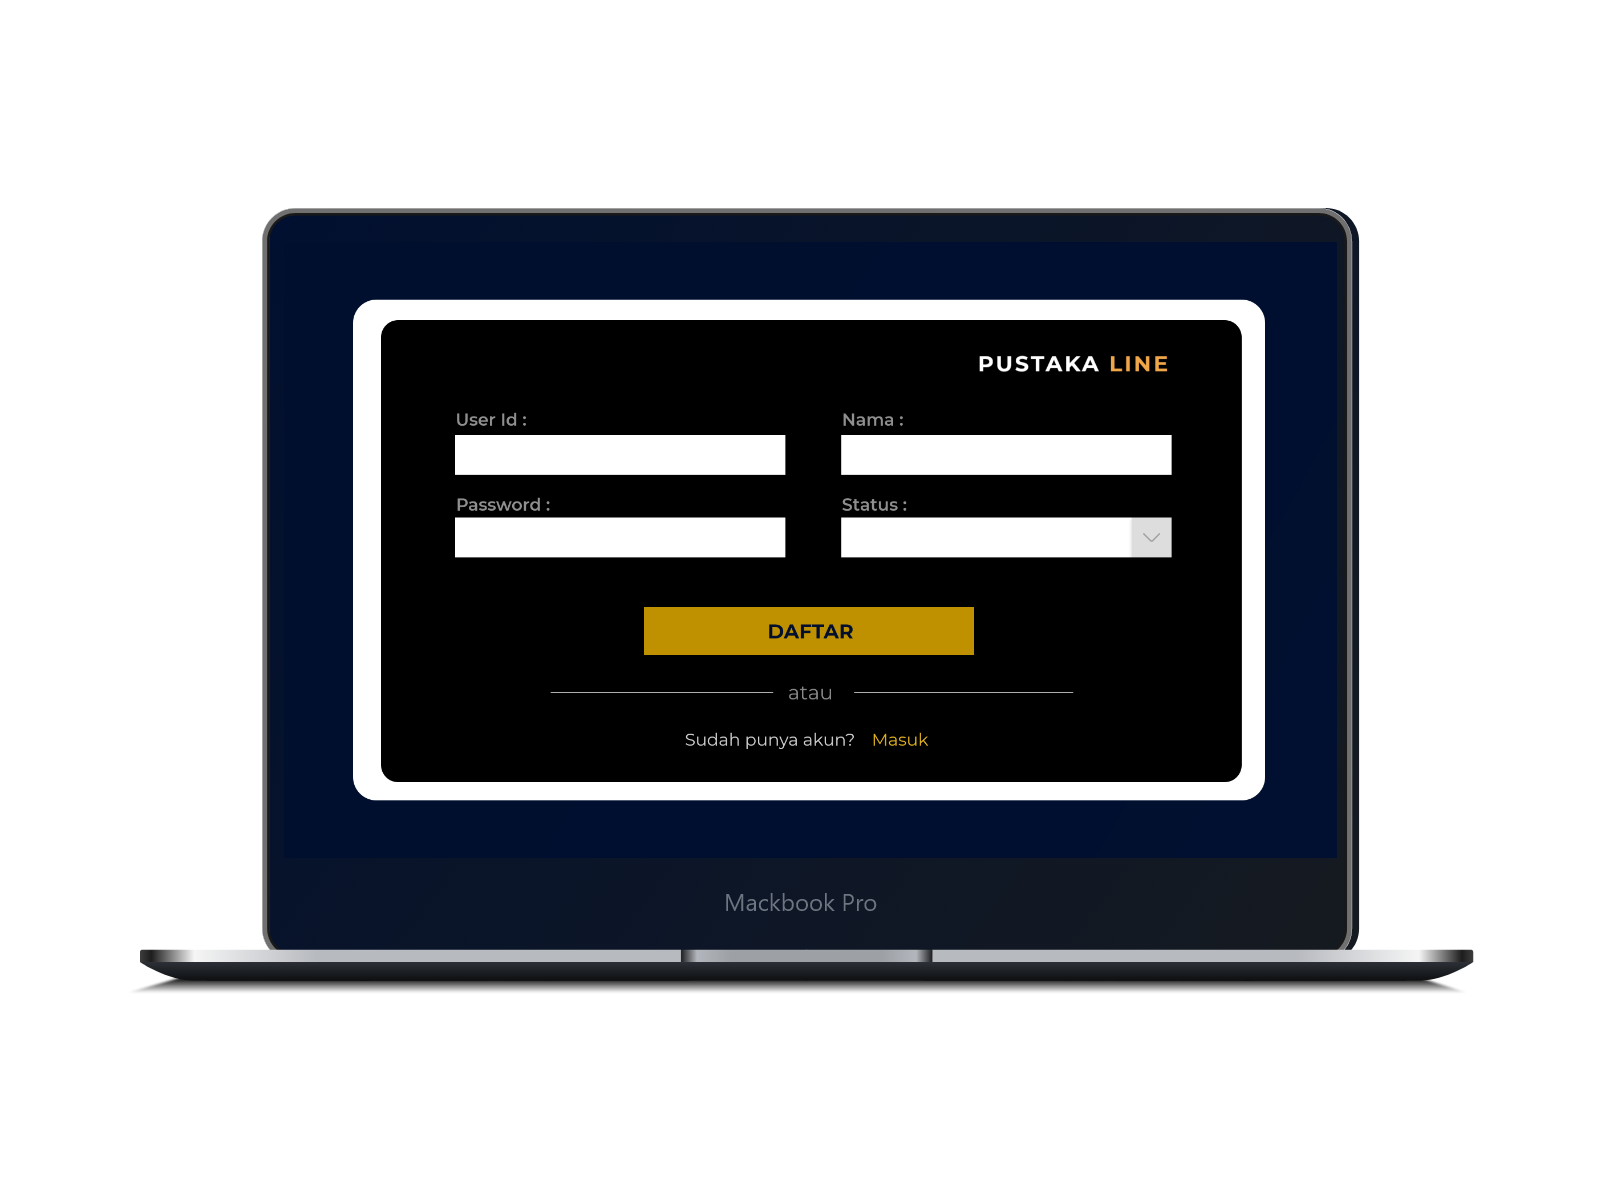 PUSTAKA LINE
User Id :
Nama :
Password :
Status :
DAFTAR
atau
Sudah punya akun? Masuk
Mackbook Pro